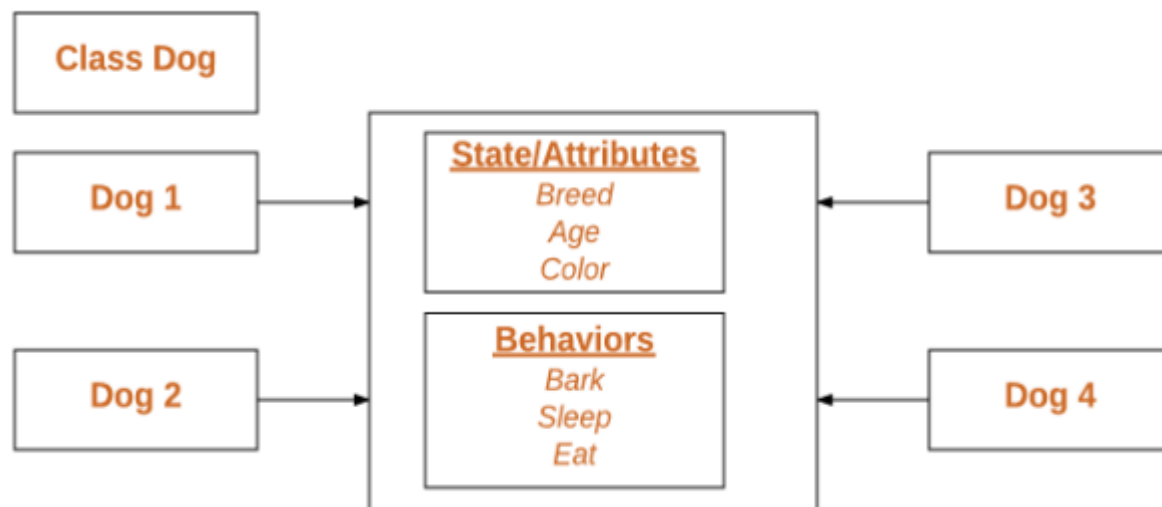 Class Dog
Dog 1
Dog 2
State/Attributes
Breed
Age
Color
Behaviors
Bark
Sleep
Eat
Dog 3
Dog 4